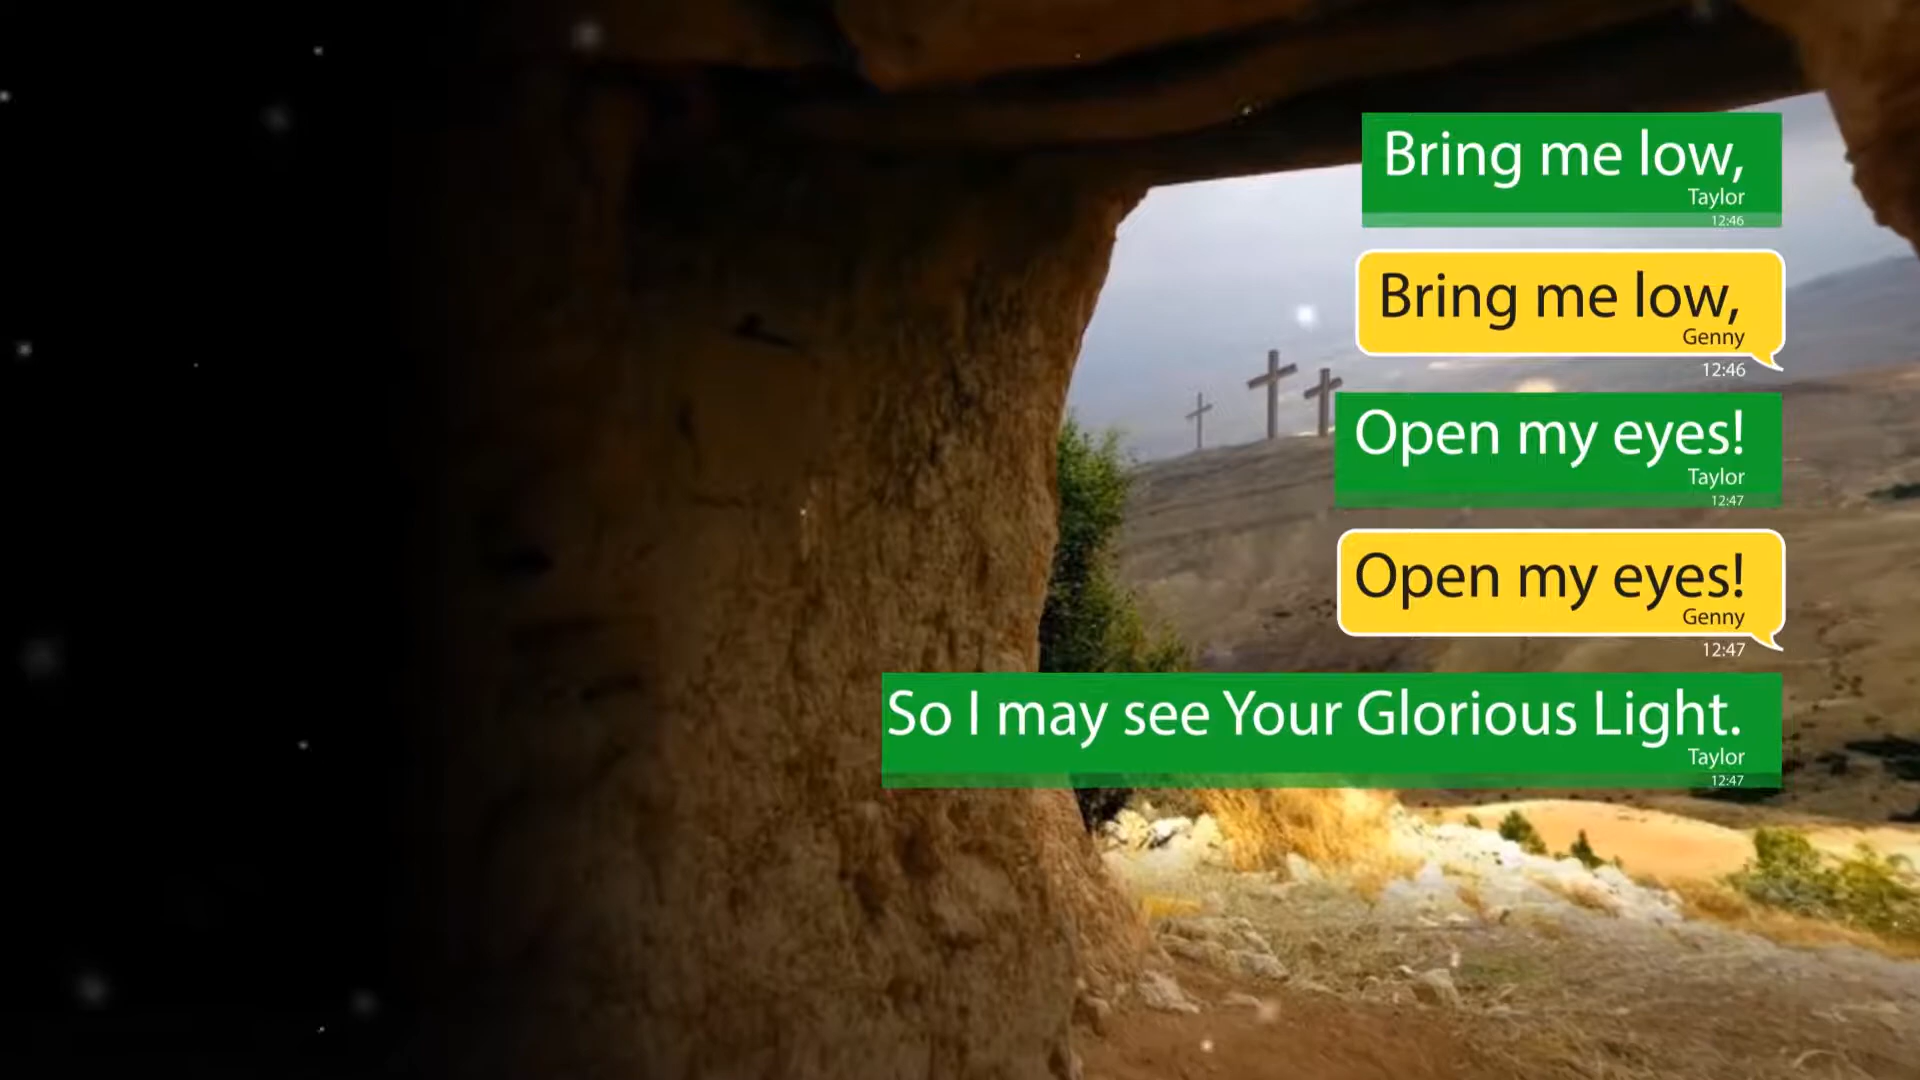 Bring me low,
Taylor
12:46
Bring me low,
Genny
12:46
Open my eyes!
Taylor
12:47
Open my eyes!
Genny
12:47
So I may see Your Glorious Light.
Taylor
12:47